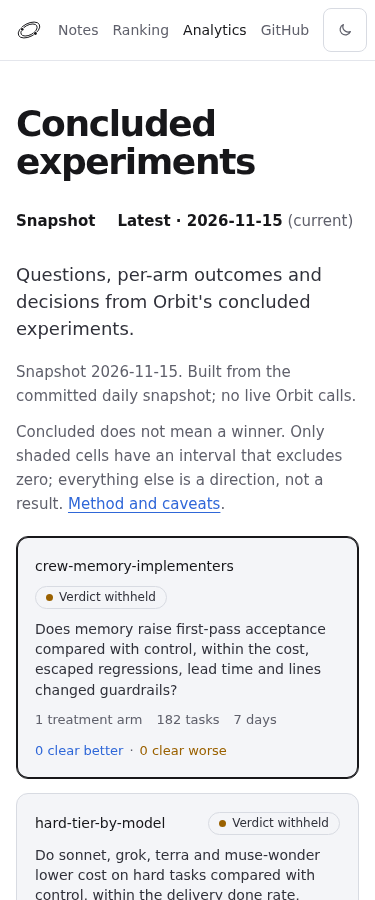 Notes Ranking Analytics GitHub
Concluded
experiments
Snapshot Latest · 2026-11-15 (current)
Questions, per-arm outcomes and
decisions from Orbit's concluded
experiments.
Snapshot 2026-11-15. Built from the
committed daily snapshot; no live Orbit calls.
Concluded does not mean a winner. Only
shaded cells have an interval that excludes
zero; everything else is a direction, not a
result. Method and caveats.
crew-memory-implementers
Verdict withheld
Does memory raise first-pass acceptance
compared with control, within the cost,
escaped regressions, lead time and lines
changed guardrails?
1 treatment arm 182 tasks 7 days
0 clear better · 0 clear worse
hard-tier-by-model Verdict withheld
Do sonnet, grok, terra and muse-wonder
lower cost on hard tasks compared with
control, within the delivery done rate,